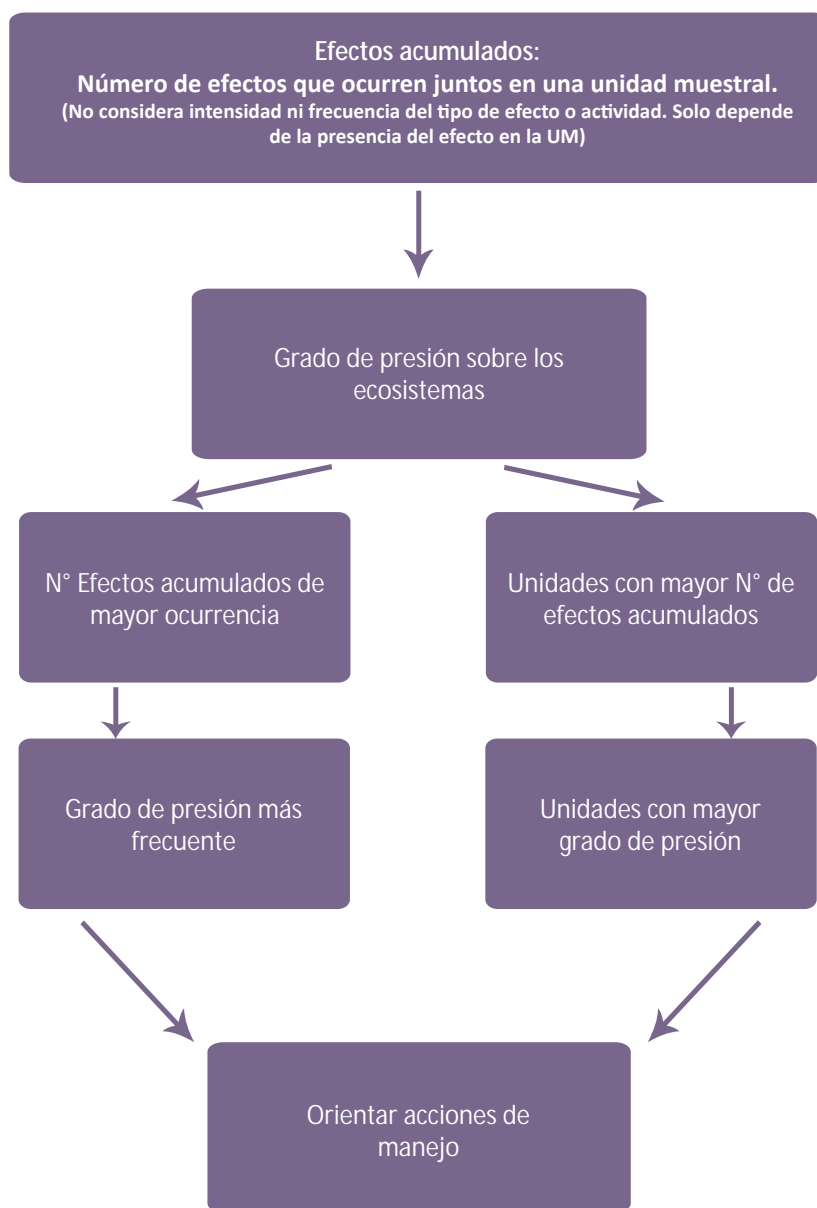 Efectos acumulados:
Número de efectos que ocurren juntos en una unidad muestral.
(No considera intensidad ni frecuencia del tipo de efecto o actividad. Solo depende
de la presencia del efecto en la UM)
Grado de presión sobre los
ecosistemas
N° Efectos acumulados de
mayor ocurrencia
Unidades con mayor N° de
efectos acumulados
Grado de presión más
frecuente
Unidades con mayor
grado de presión
Orientar acciones de
manejo